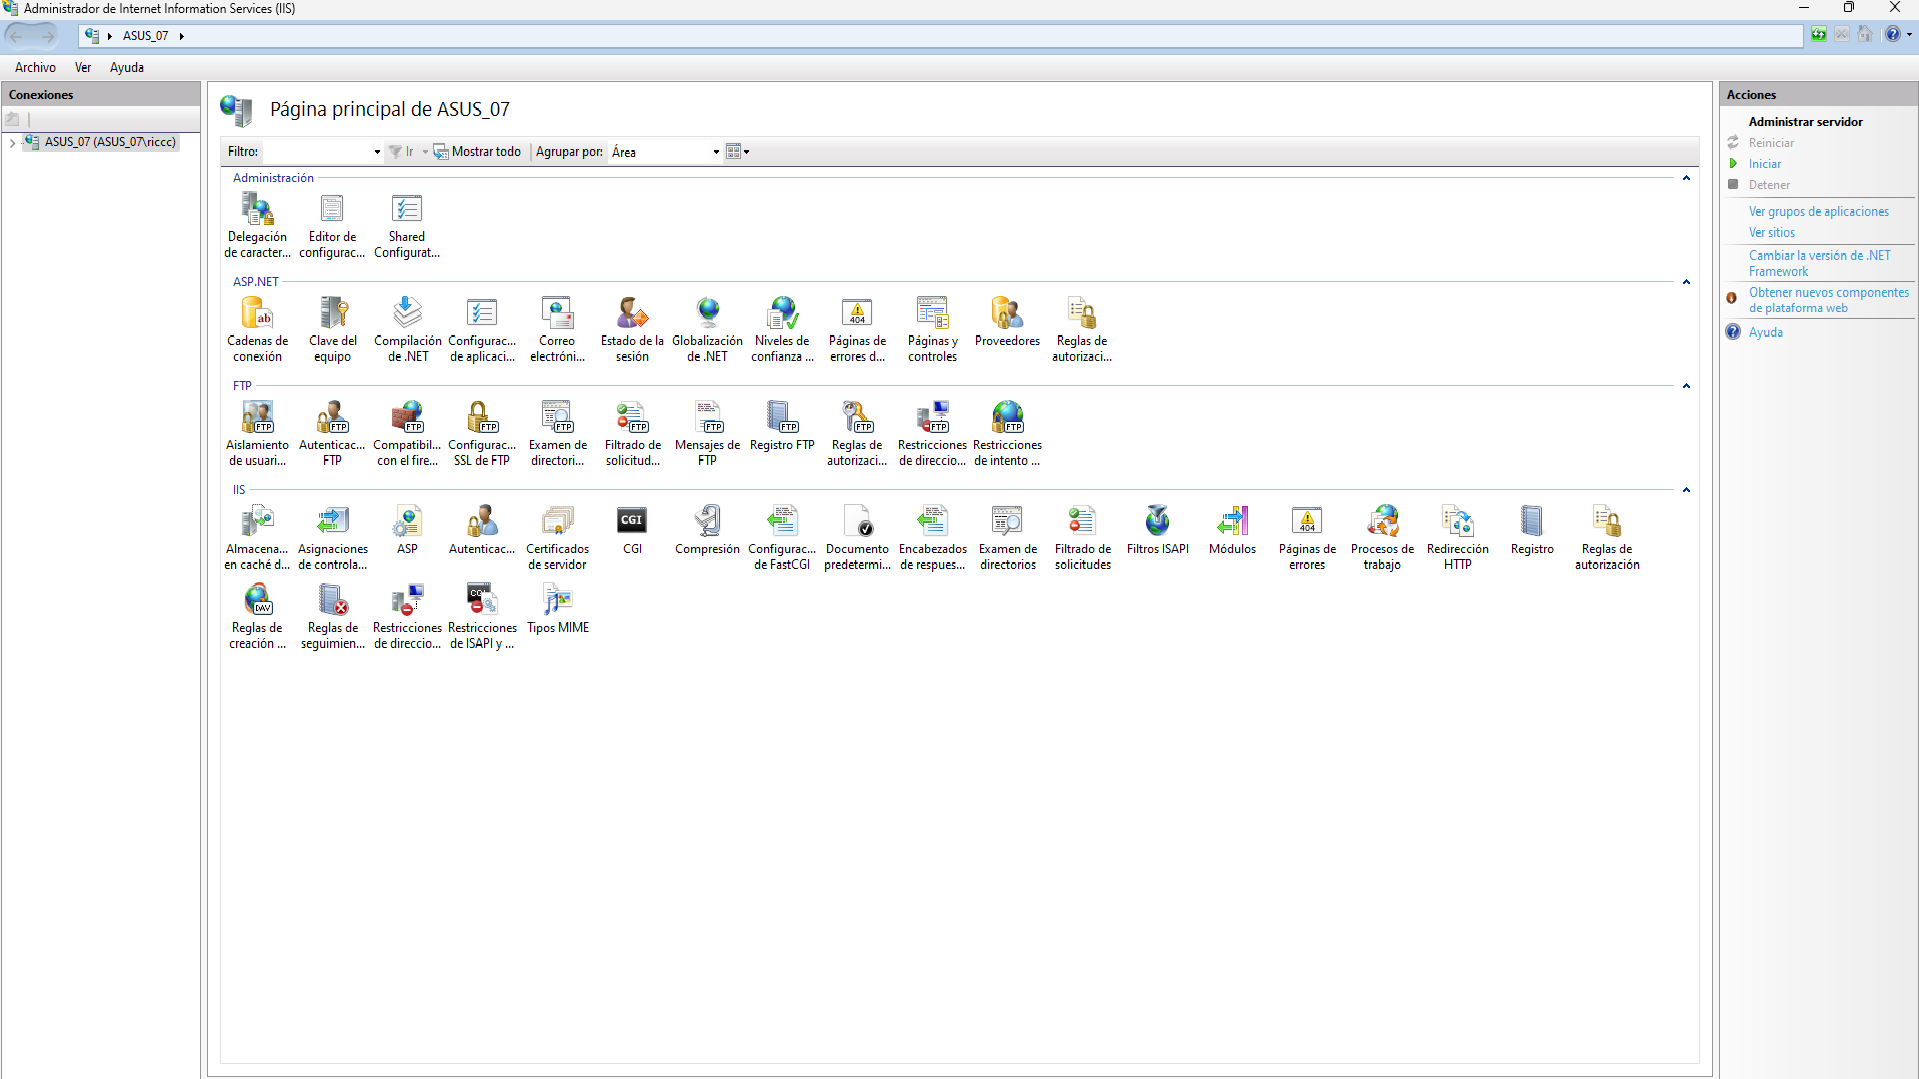 Administrador de Internet Information Services (IIS)
ASUS_07
Archivo Ver Ayuda
Conexiones
ASUS_07 (ASUS_07\riccc)
Página principal de ASUS_07
Filtro: Ir Mostrar todo Agrupar por: Área
Administración
Delegación de caracter...
Editor de configurac...
Shared Configurat...
ASP.NET
Cadenas de conexión
Clave del equipo
Compilación de .NET
Configurac... de aplicaci...
Correo electróni...
Estado de la sesión
Globalización de .NET
Niveles de confianza ...
Páginas de errores d...
Páginas y controles
Proveedores
Reglas de autorizaci...
FTP
Aislamiento de usuari...
Autenticac... FTP
Compatibil... con el fire...
Configurac... SSL de FTP
Examen de directori...
Filtrado de solicitud...
Mensajes de FTP
Registro FTP
Reglas de autorizaci...
Restricciones de direccio...
Restricciones de intento ...
IIS
Almacena... en caché d...
Asignaciones de controla...
ASP
Autenticac...
Certificados de servidor
CGI
Compresión
Configurac... de FastCGI
Documento predetermi...
Encabezados de respues...
Examen de directorios
Filtrado de solicitudes
Filtros ISAPI
Módulos
Páginas de errores
Procesos de trabajo
Redirección HTTP
Registro
Reglas de autorización
Reglas de creación ...
Reglas de seguimien...
Restricciones de direccio...
Restricciones de ISAPI y ...
Tipos MIME
Acciones
Administrar servidor
Reiniciar
Iniciar
Detener
Ver grupos de aplicaciones
Ver sitios
Cambiar la versión de .NET
Framework
Obtener nuevos componentes
de plataforma web
Ayuda